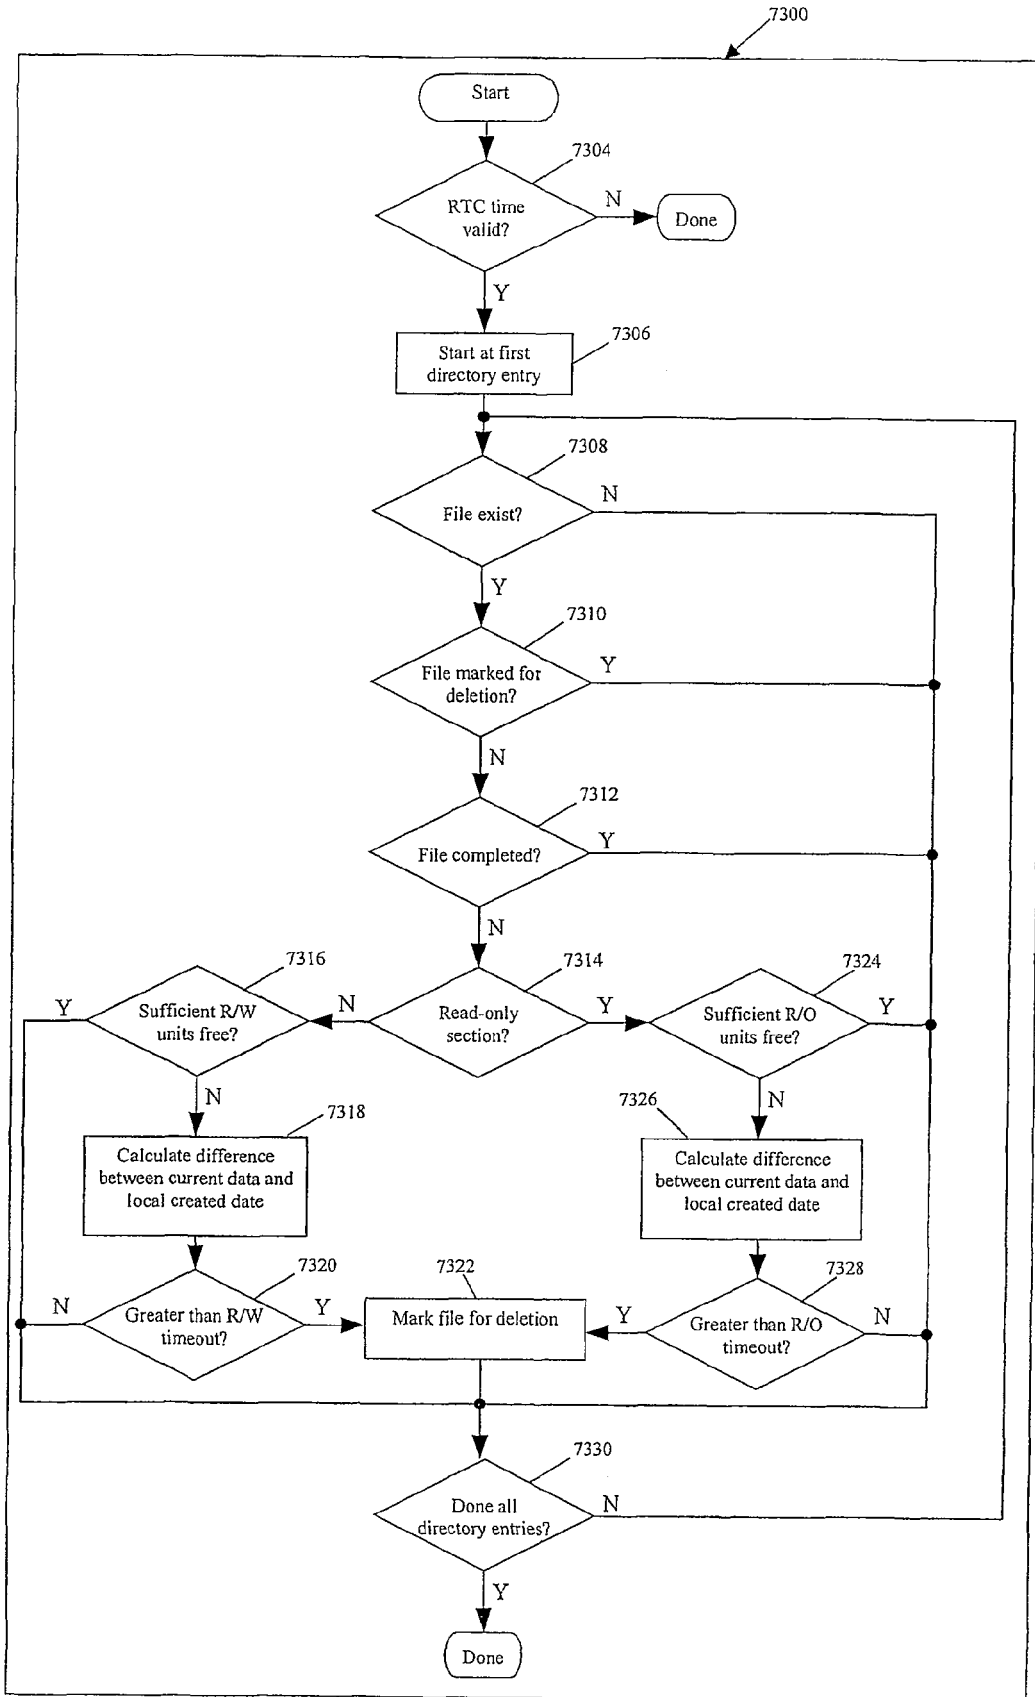 7300
Start
7304
RTC time
valid?
N
Done
Y
7306
Start at first
directory entry
7308
File exist?
N
Y
7310
File marked for
deletion?
Y
N
7312
File completed?
Y
N
7316
7314
7324
Y
Sufficient R/W
units free?
N
Read-only
section?
Y
Sufficient R/O
units free?
Y
N
N
7318
7326
Calculate difference
between current data and
local created date
Calculate difference
between current data and
local created date
7320
7322
7328
N
Greater than R/W
timeout?
Y
Mark file for deletion
Y
Greater than R/O
timeout?
N
7330
Done all
directory entries?
N
Y
Done